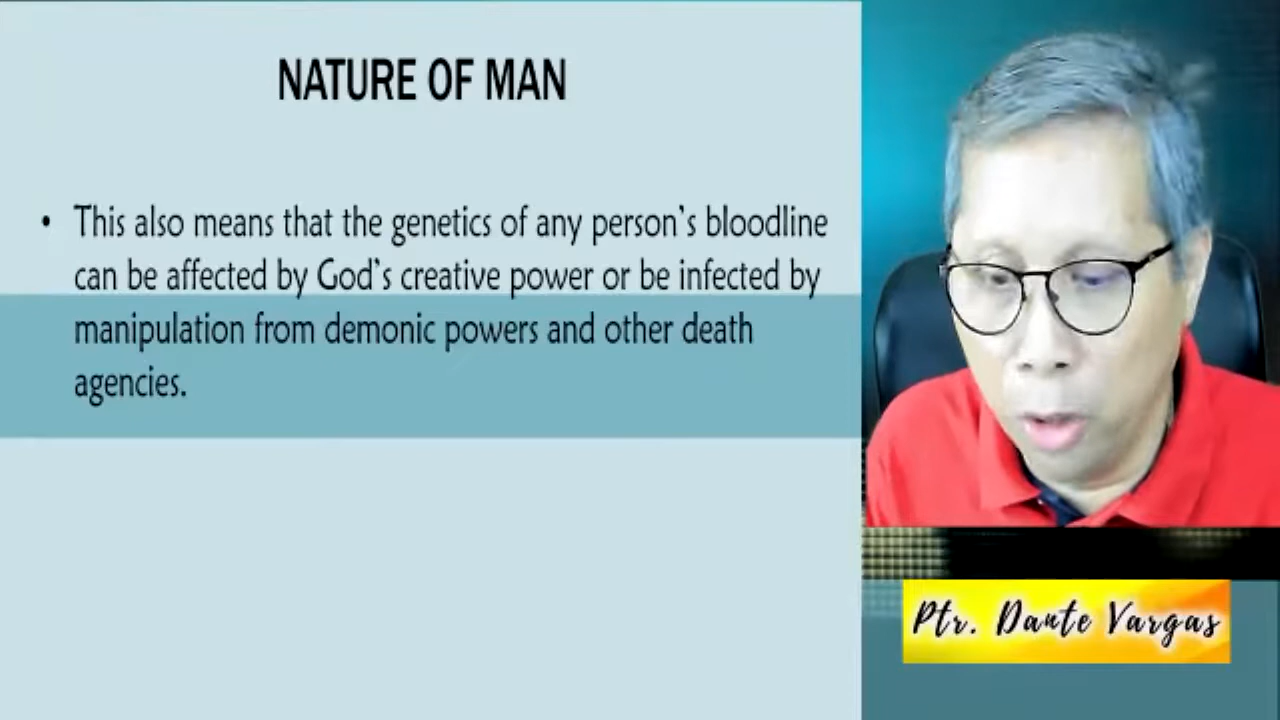 NATURE OF MAN
• This also means that the genetics of any person's bloodline
can be affected by God's creative power or be infected by
manipulation from demonic powers and other death
agencies.
Ptr. Dante Vargas